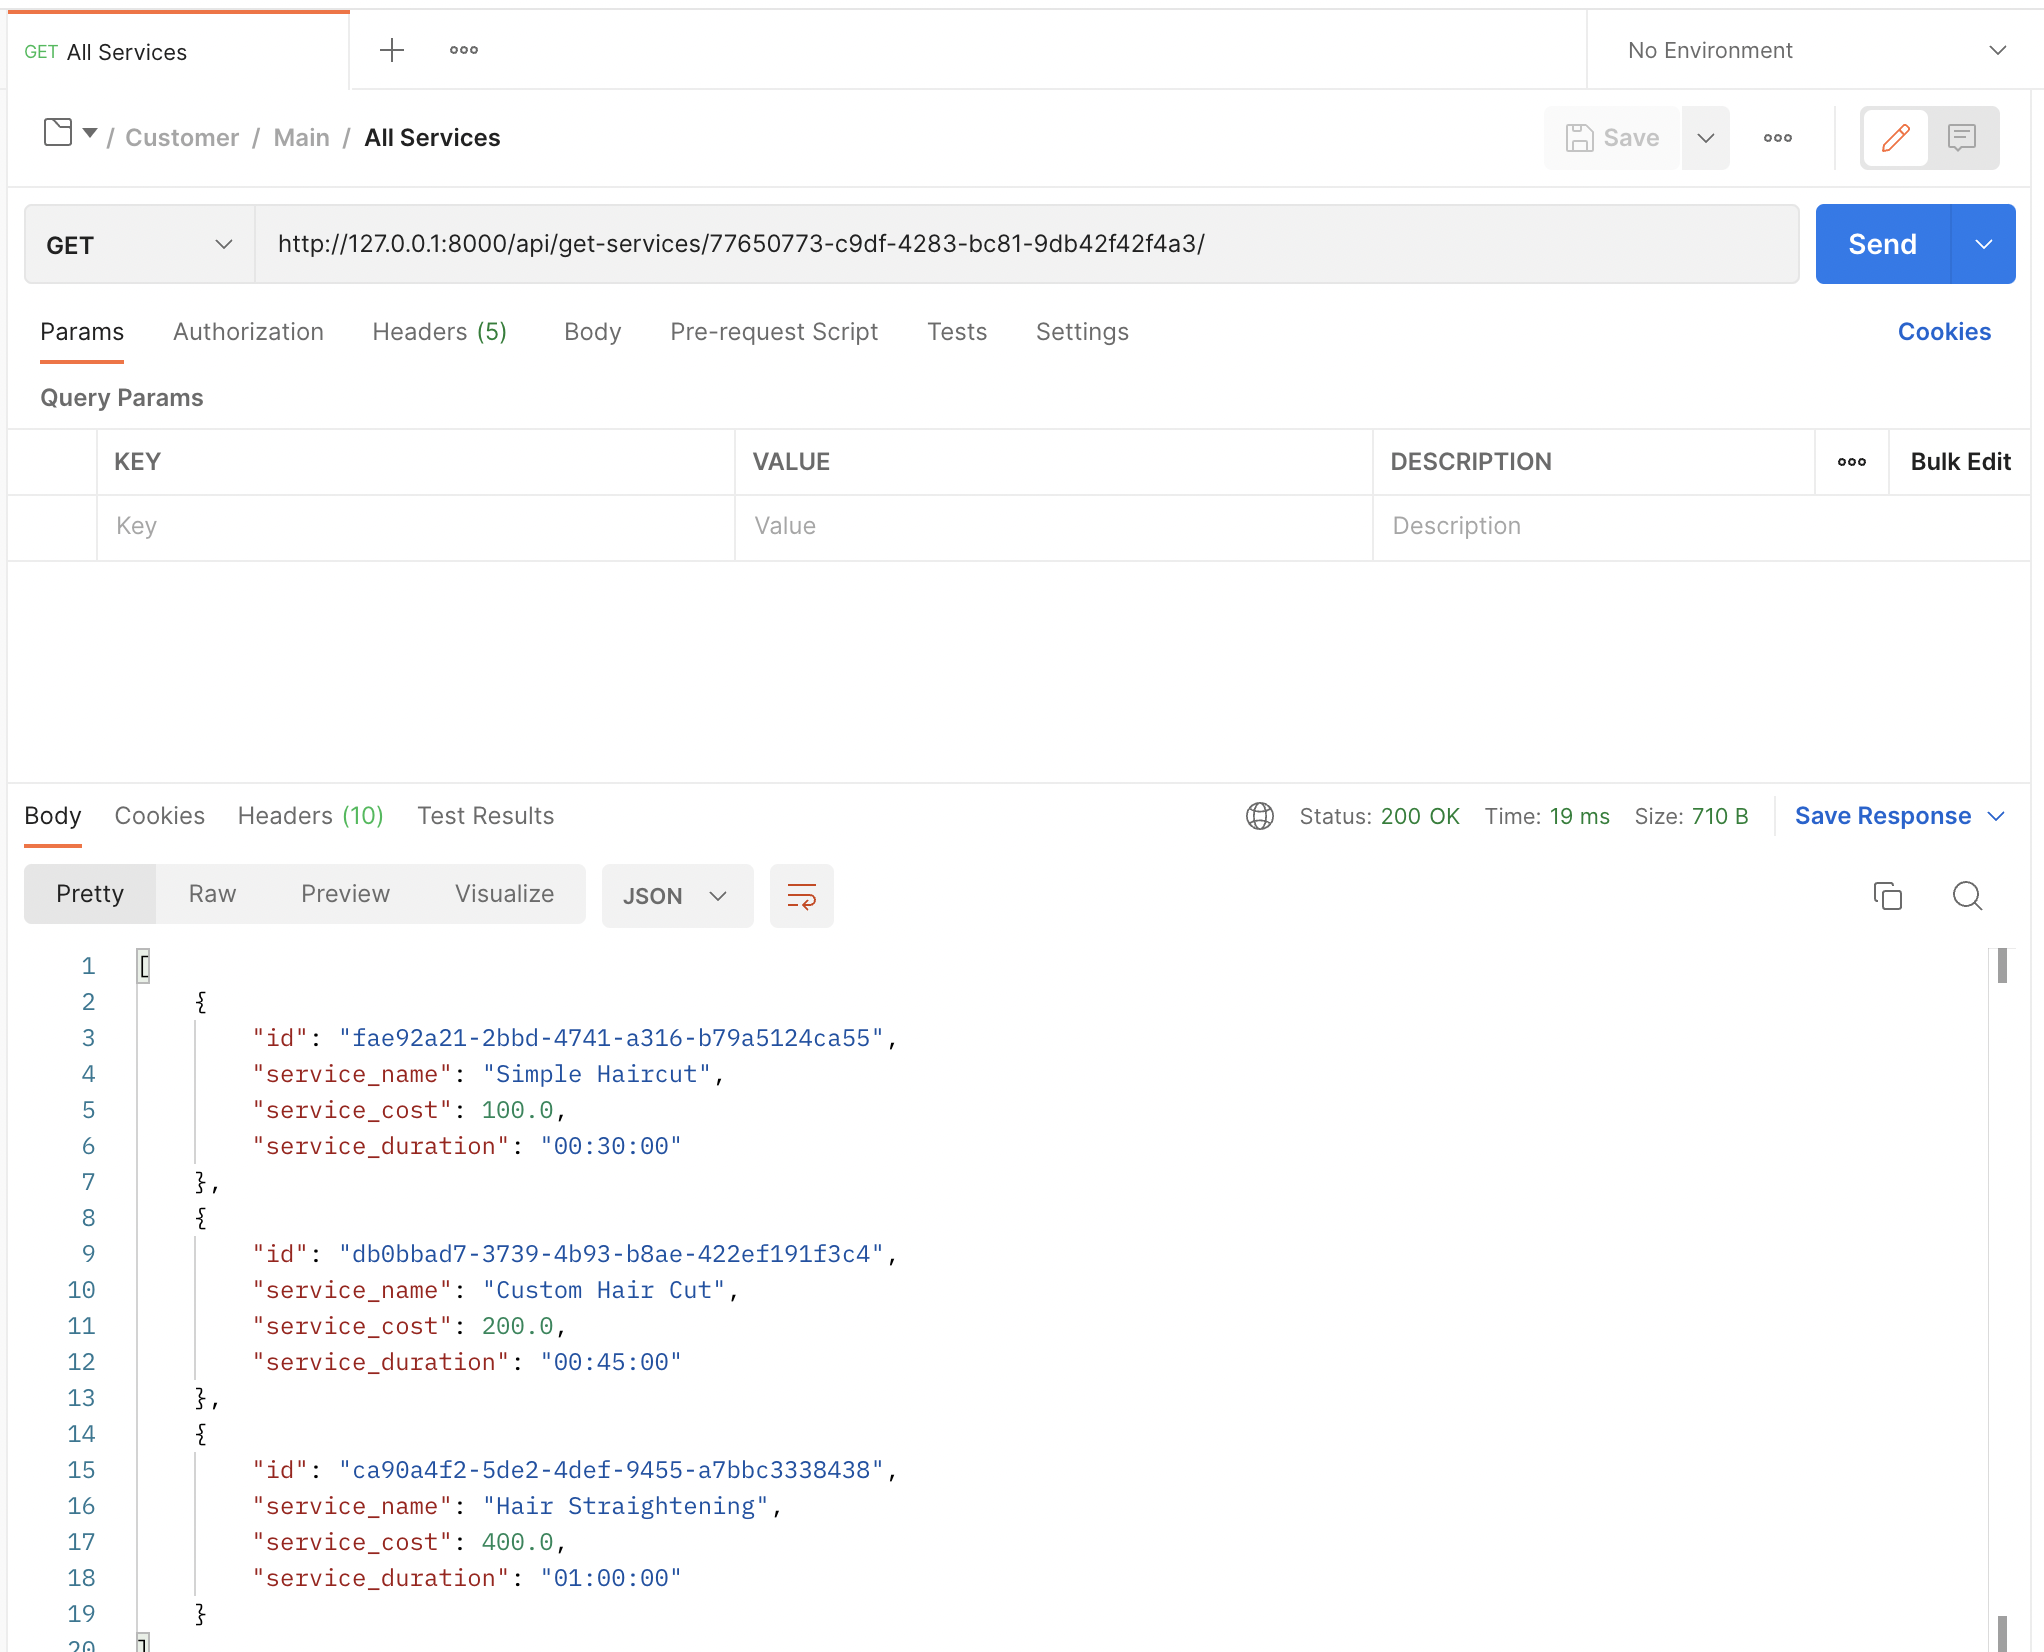 GET All Services
No Environment
/ Customer / Main / All Services
Save
GET
http://127.0.0.1:8000/api/get-services/77650773-c9df-4283-bc81-9db42f42f4a3/
Send
Params Authorization Headers (5) Body Pre-request Script Tests Settings Cookies
Query Params
KEY VALUE DESCRIPTION Bulk Edit
Key Value Description
Body Cookies Headers (10) Test Results Status: 200 OK Time: 19 ms Size: 710 B Save Response
Pretty Raw Preview Visualize JSON
1 [
2 {
3 "id": "fae92a21-2bbd-4741-a316-b79a5124ca55",
4 "service_name": "Simple Haircut",
5 "service_cost": 100.0,
6 "service_duration": "00:30:00"
7 },
8 {
9 "id": "db0bbad7-3739-4b93-b8ae-422ef191f3c4",
10 "service_name": "Custom Hair Cut",
11 "service_cost": 200.0,
12 "service_duration": "00:45:00"
13 },
14 {
15 "id": "ca90a4f2-5de2-4def-9455-a7bbc3338438",
16 "service_name": "Hair Straightening",
17 "service_cost": 400.0,
18 "service_duration": "01:00:00"
19 }
20 ]